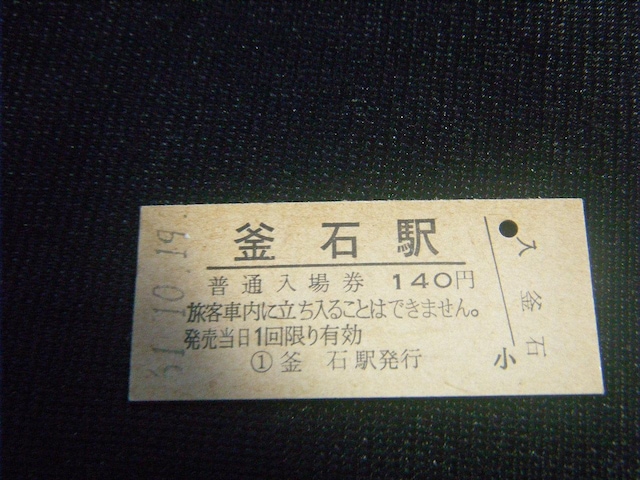 釜石駅
普通入場券 140円
旅客車内に立ち入ることはできません。
発売当日1回限り有効
①釜石駅発行
入 釜石
小
61.10.19